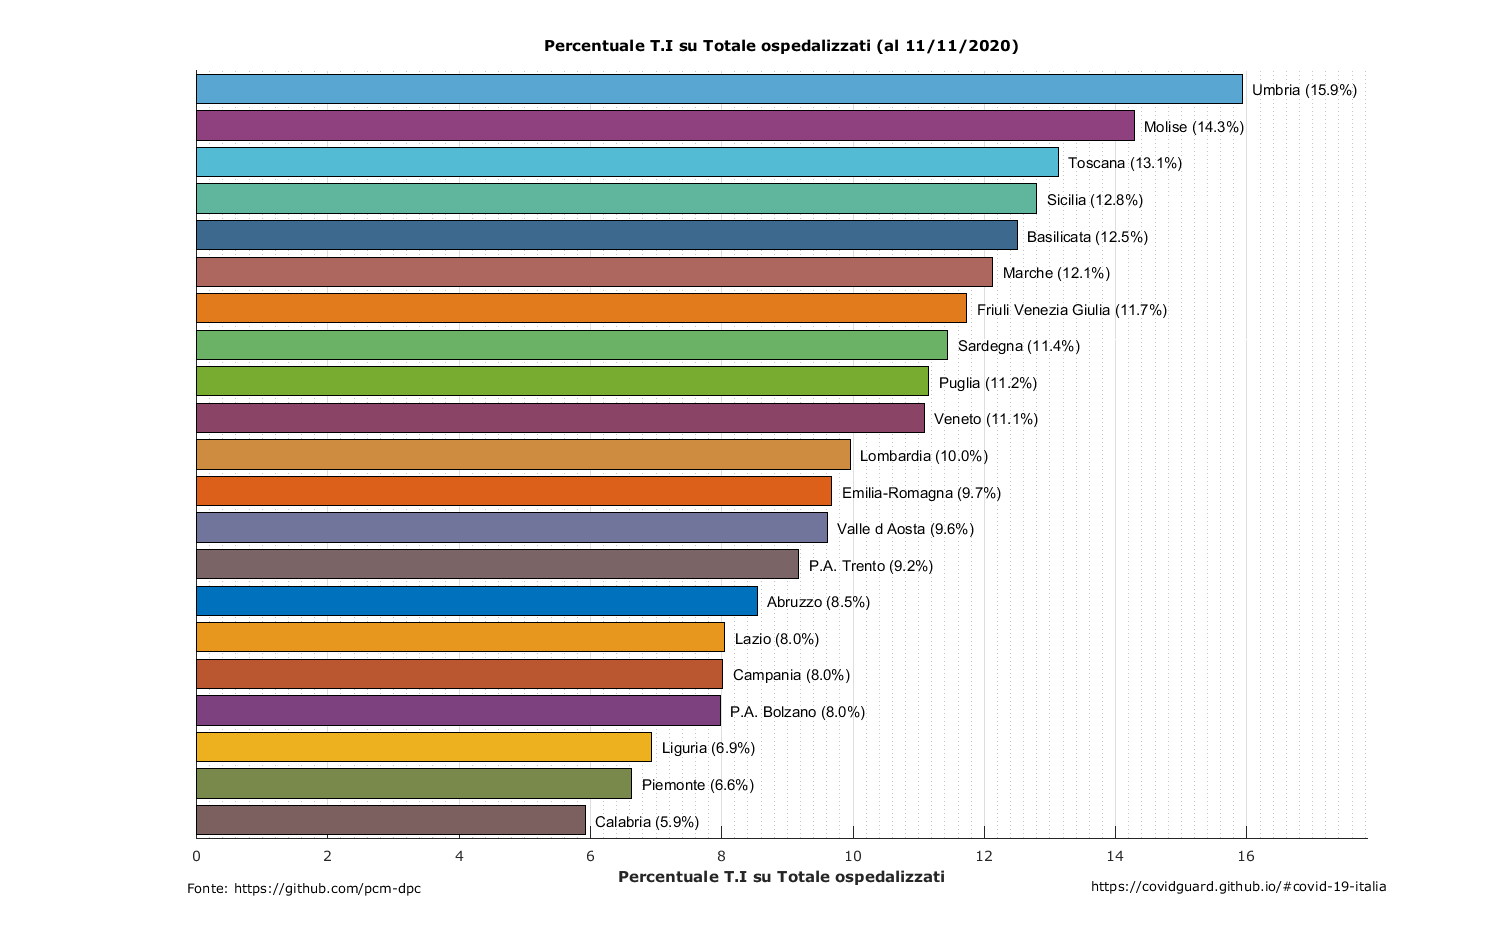 Percentuale T.I su Totale ospedalizzati (al 11/11/2020)
Umbria (15.9%)
Molise (14.3%)
Toscana (13.1%)
Sicilia (12.8%)
Basilicata (12.5%)
Marche (12.1%)
Friuli Venezia Giulia (11.7%)
Sardegna (11.4%)
Puglia (11.2%)
Veneto (11.1%)
Lombardia (10.0%)
Emilia-Romagna (9.7%)
Valle d Aosta (9.6%)
P.A. Trento (9.2%)
Abruzzo (8.5%)
Lazio (8.0%)
Campania (8.0%)
P.A. Bolzano (8.0%)
Liguria (6.9%)
Piemonte (6.6%)
Calabria (5.9%)
0 2 4 6 8 10 12 14 16
Percentuale T.I su Totale ospedalizzati
Fonte: https://github.com/pcm-dpc
https://covidguard.github.io/#covid-19-italia